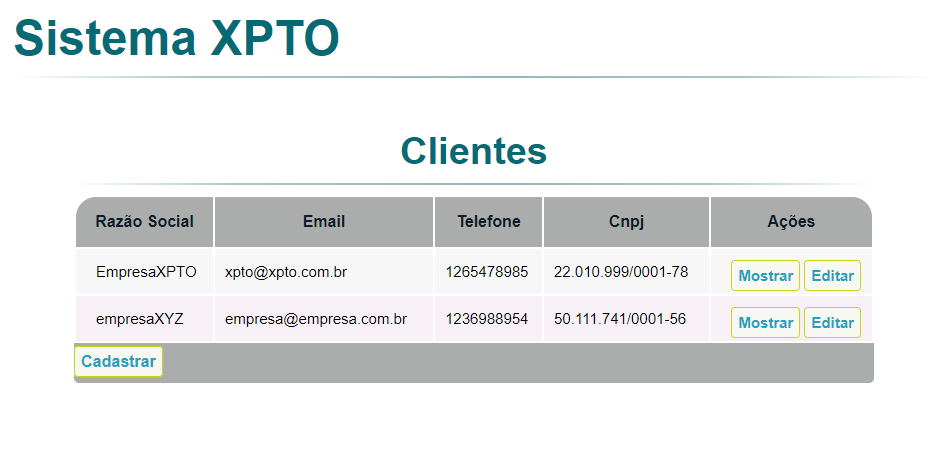 Sistema XPTO
Clientes
Razão Social Email Telefone Cnpj Ações
EmpresaXPTO xpto@xpto.com.br 1265478985 22.010.999/0001-78 Mostrar Editar
empresaXYZ empresa@empresa.com.br 1236988954 50.111.741/0001-56 Mostrar Editar
Cadastrar